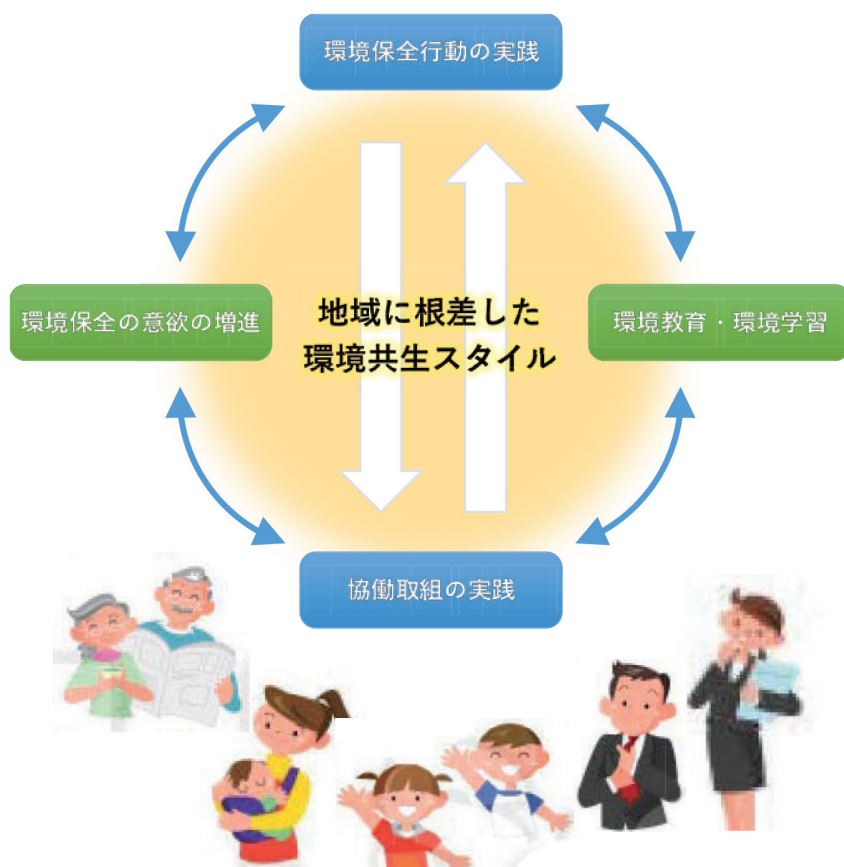 環境保全行動の実践
環境保全の意欲の増進
地域に根差した
環境共生スタイル
環境教育・環境学習
協働取組の実践